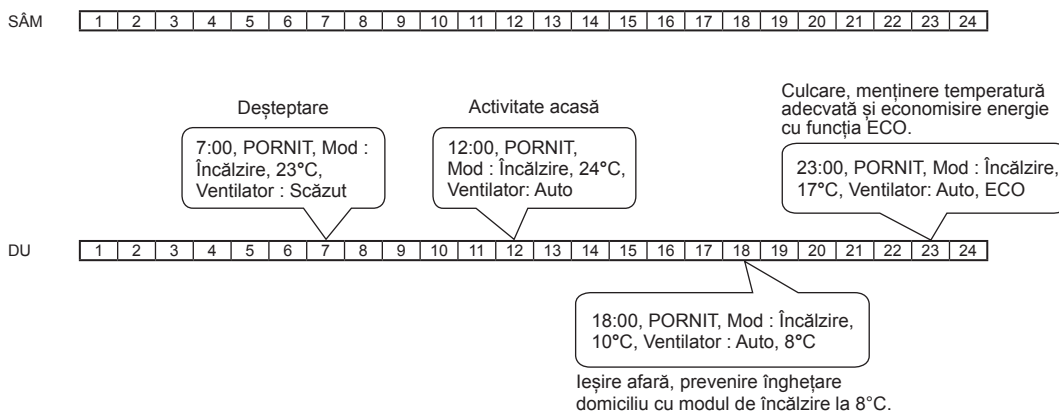 SÂM 1 2 3 4 5 6 7 8 9 10 11 12 13 14 15 16 17 18 19 20 21 22 23 24
Deșteptare
7:00, PORNIT, Mod :
Încălzire, 23°C,
Ventilator : Scăzut
Activitate acasă
12:00, PORNIT,
Mod : Încălzire, 24°C,
Ventilator: Auto
Culcare, menținere temperatură
adecvată și economisire energie
cu funcția ECO.
23:00, PORNIT, Mod : Încălzire,
17°C, Ventilator: Auto, ECO
DU 1 2 3 4 5 6 7 8 9 10 11 12 13 14 15 16 17 18 19 20 21 22 23 24
18:00, PORNIT, Mod : Încălzire,
10°C, Ventilator : Auto, 8°C
Ieșire afară, prevenire înghețare
domiciliu cu modul de încălzire la 8°C.